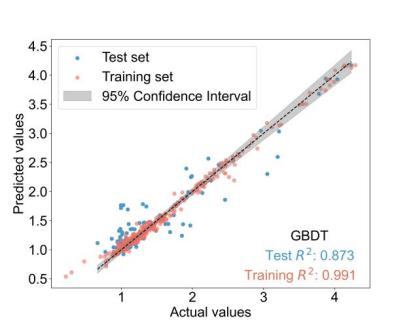 4.5
4.0
3.5
3.0
2.5
2.0
1.5
1.0
0.5
Predicted values
Test set
Training set
95% Confidence Interval
GBDT
Test R²: 0.873
Training R²: 0.991
1 2 3 4
Actual values